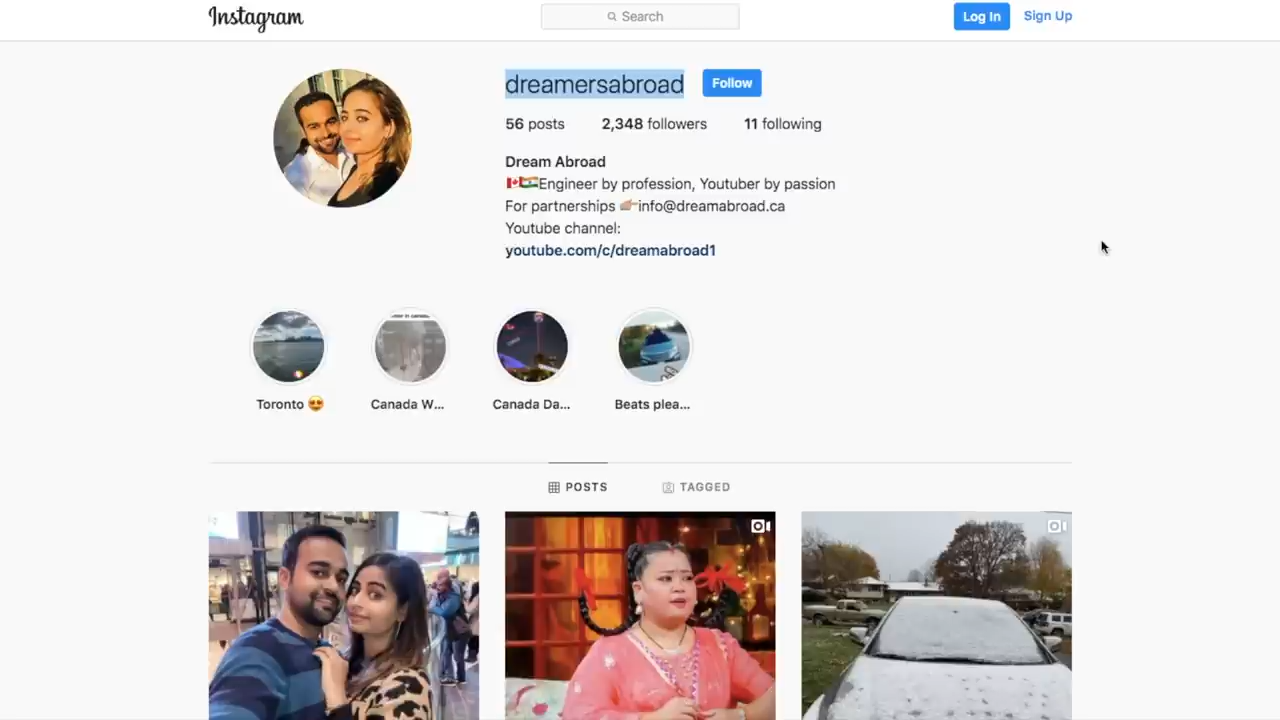 Instagram
Search
Log In
Sign Up
dreamersabroad
Follow
56 posts
2,348 followers
11 following
Dream Abroad
🇨🇦🇮🇳Engineer by profession, Youtuber by passion
For partnerships 👉🏼info@dreamabroad.ca
Youtube channel:
youtube.com/c/dreamabroad1
Toronto 😍
Canada W...
Canada Da...
Beats plea...
POSTS
TAGGED